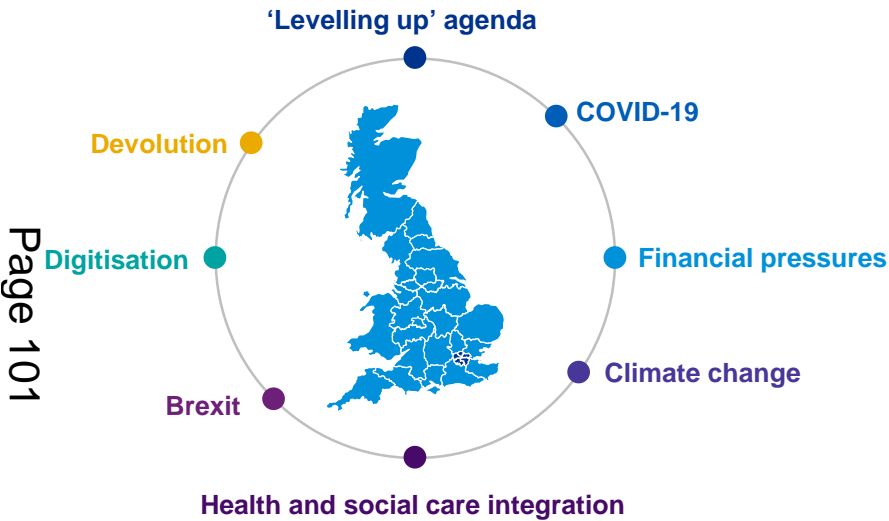 ‘Levelling up’ agenda
COVID-19
Devolution
Digitisation
Financial pressures
Climate change
Brexit
Health and social care integration
Page 101